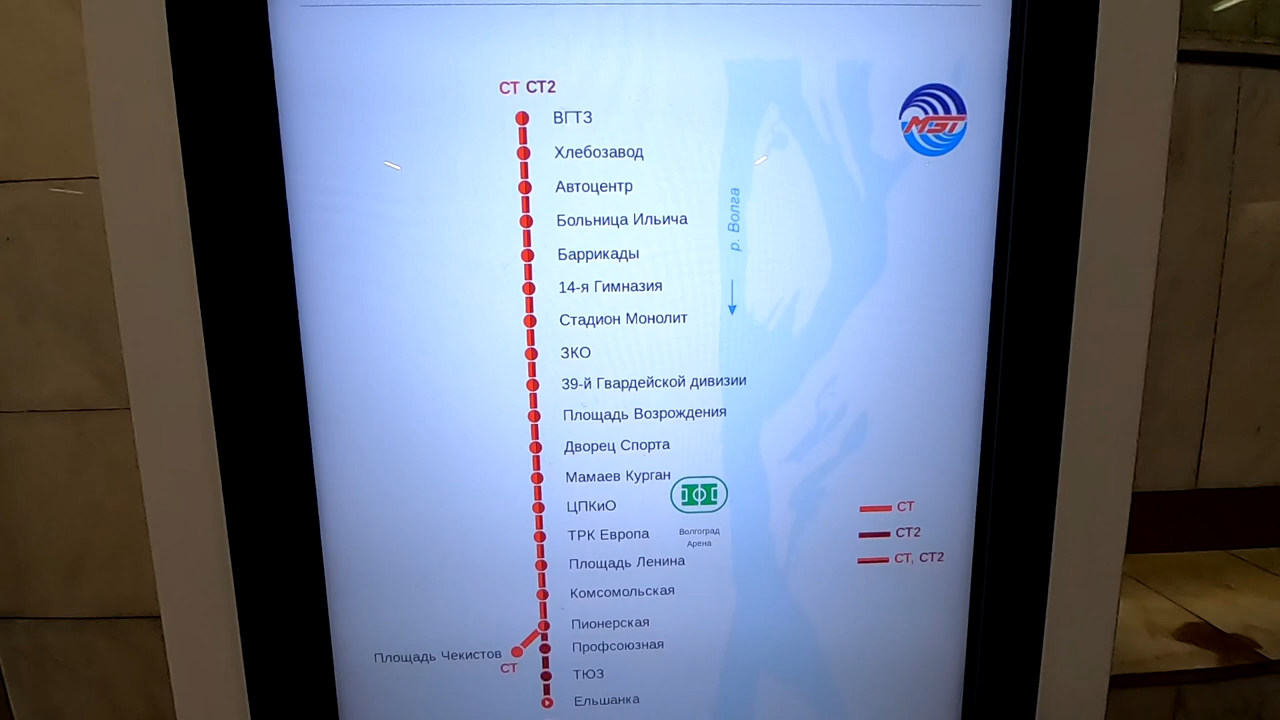 СТ СТ2
ВГТЗ
Хлебозавод
Автоцентр
Больница Ильича
Баррикады
14-я Гимназия
Стадион Монолит
ЗКО
39-й Гвардейской дивизии
Площадь Возрождения
Дворец Спорта
Мамаев Курган
ЦПКиО
ТРК Европа
Площадь Ленина
Комсомольская
Пионерская
Профсоюзная
ТЮЗ
Ельшанка
Площадь Чекистов
СТ
Волгоград
Арена
р. Волга
МЭТ
СТ
СТ2
СТ, СТ2